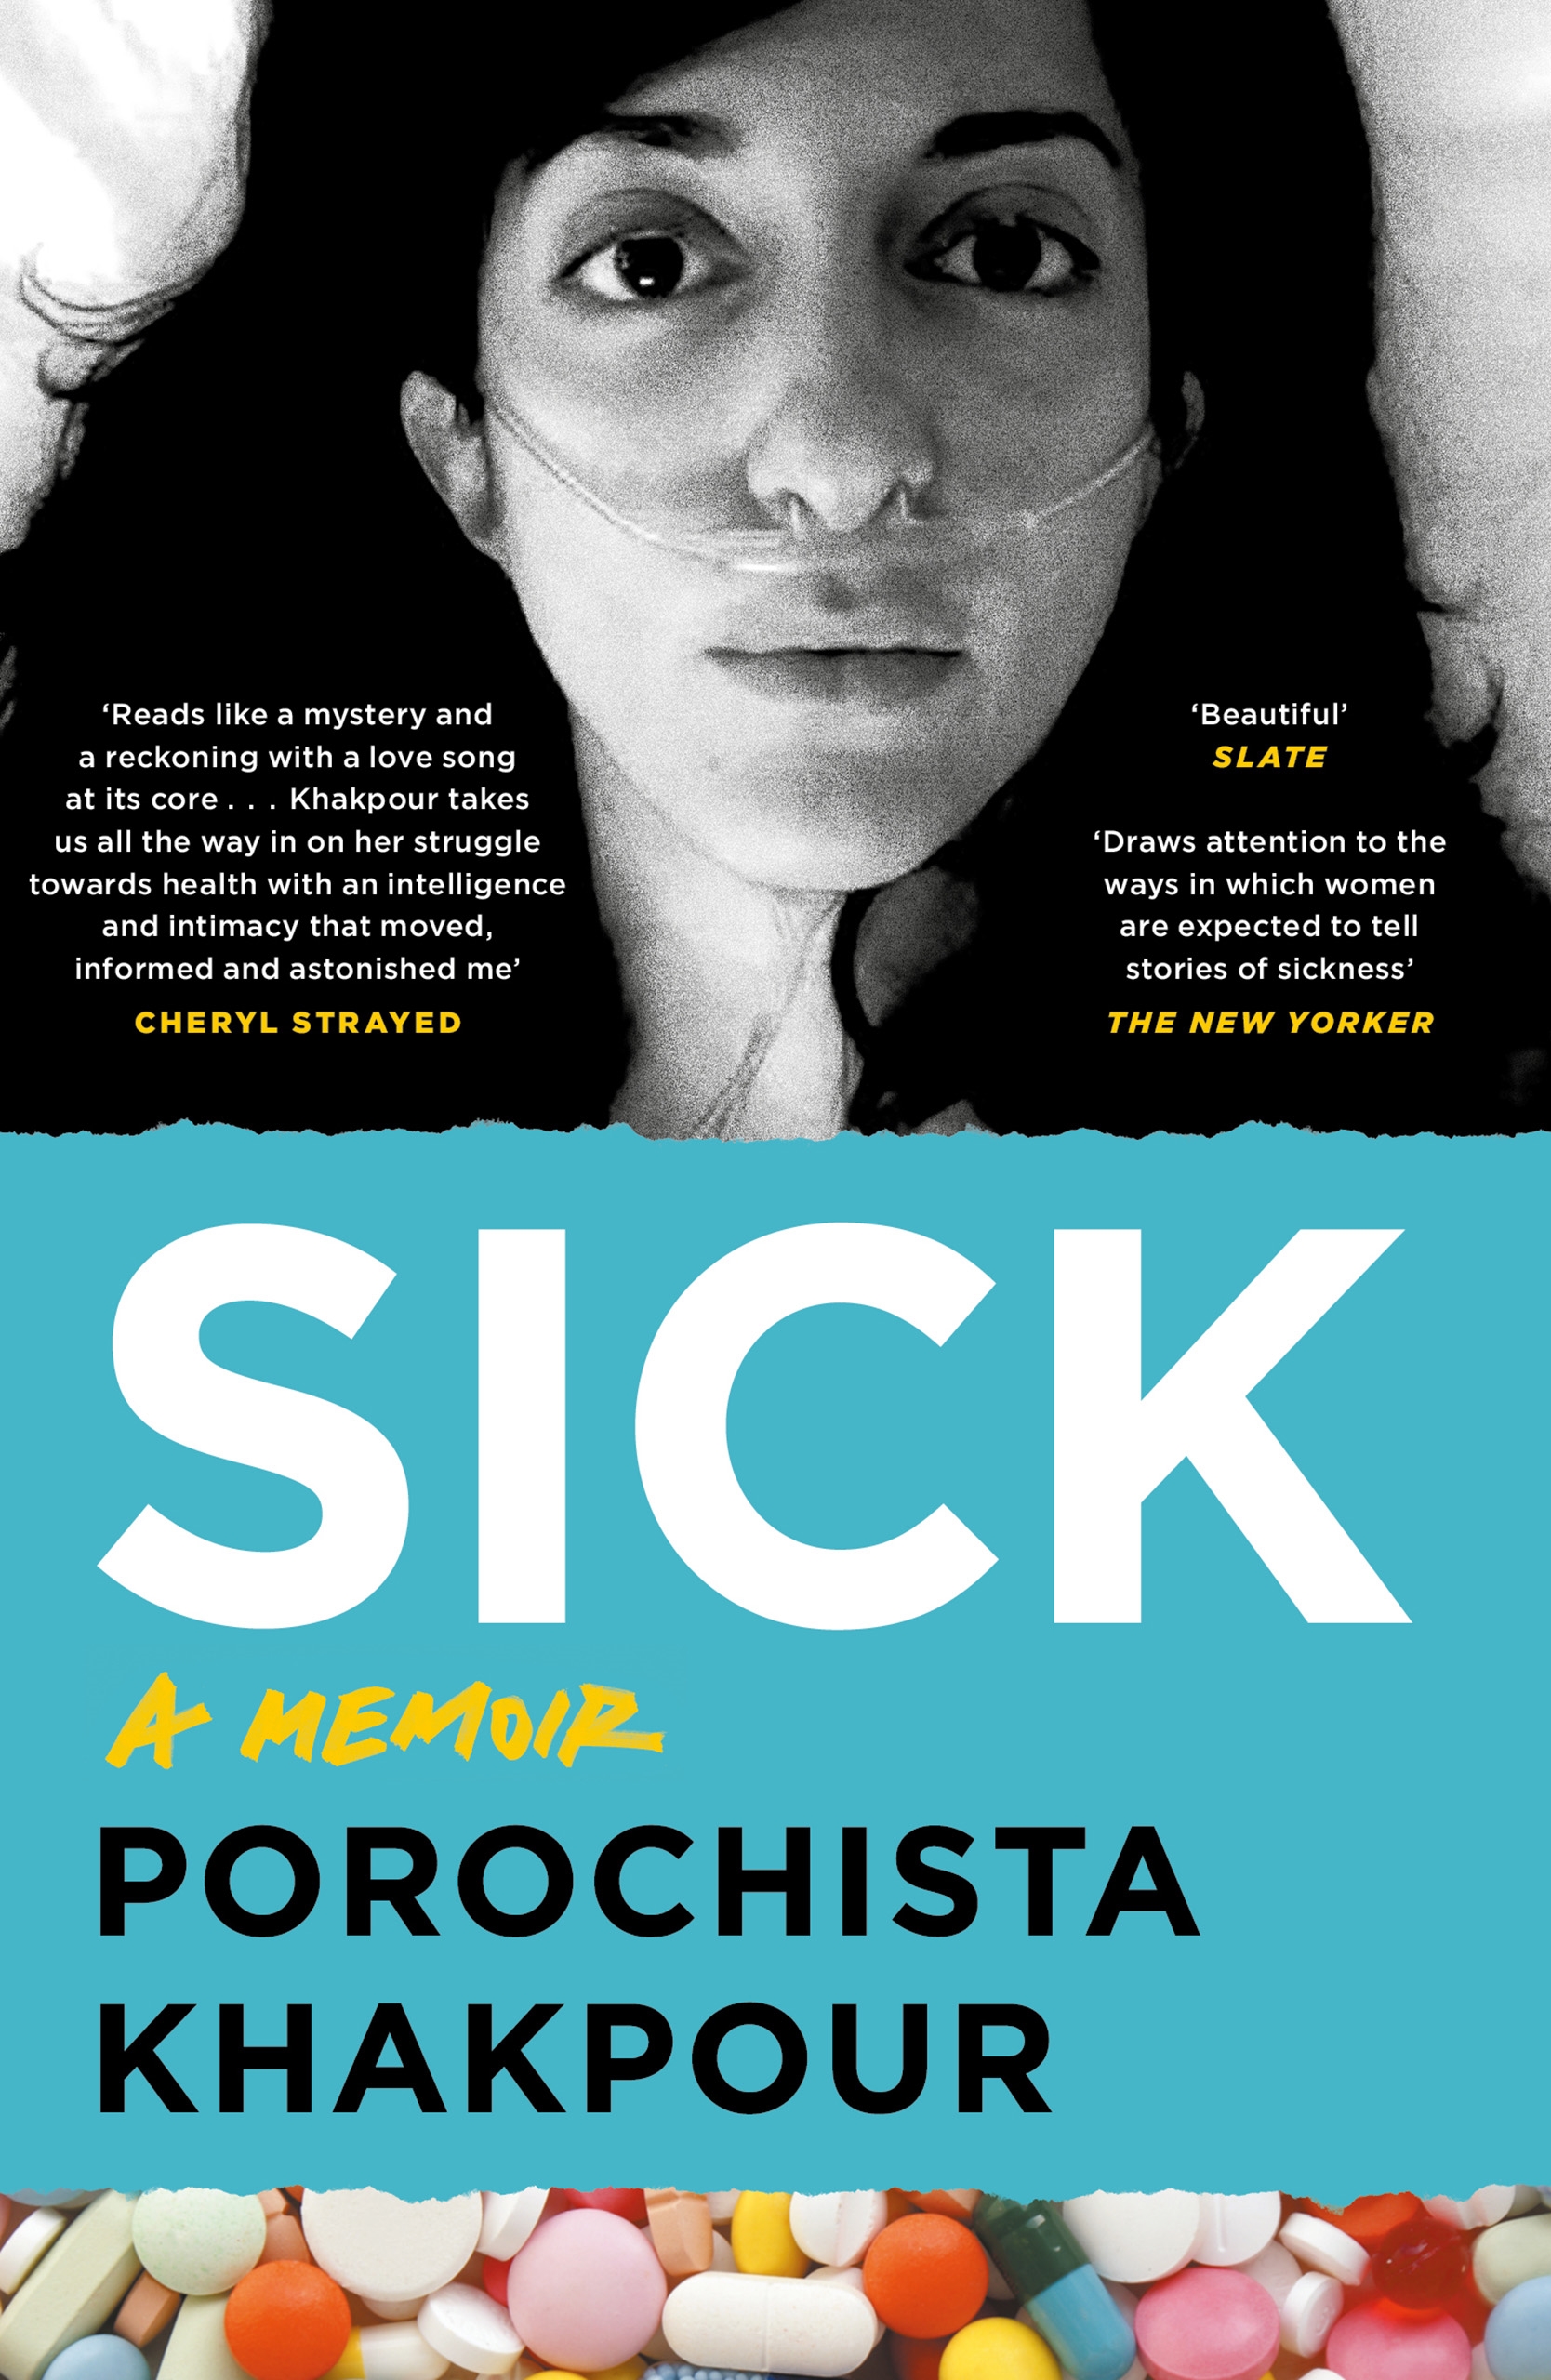 ‘Reads like a mystery and
a reckoning with a love song
at its core . . . Khakpour takes
us all the way in on her struggle
towards health with an intelligence
and intimacy that moved,
informed and astonished me’
CHERYL STRAYED
‘Beautiful’
SLATE
‘Draws attention to the
ways in which women
are expected to tell
stories of sickness’
THE NEW YORKER
SICK
A MEMOIR
POROCHISTA
KHAKPOUR